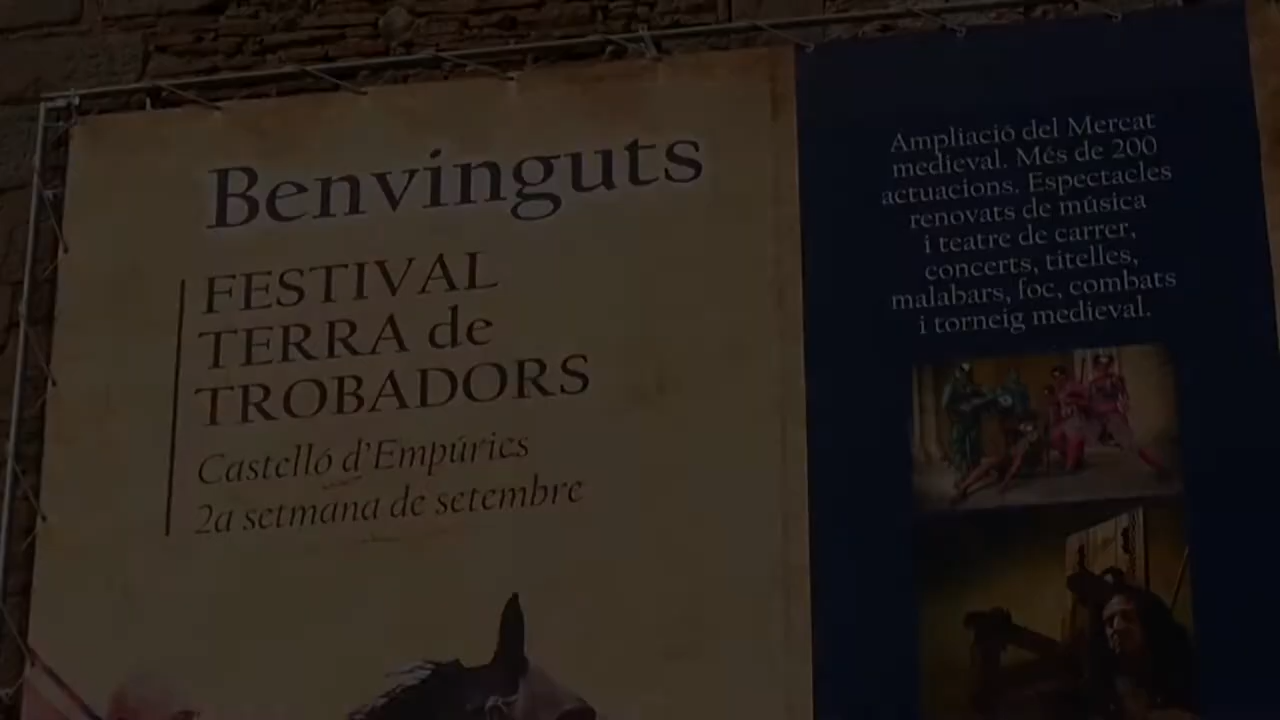 Benvinguts
FESTIVAL
TERRA de
TROBADORS
Castelló d'Empúries
2a setmana de setembre
Ampliació del Mercat
medieval. Més de 200
actuacions. Espectacles
renovats de música
i teatre de carrer,
concerts, titelles,
malabars, foc, combats
i torneig medieval.